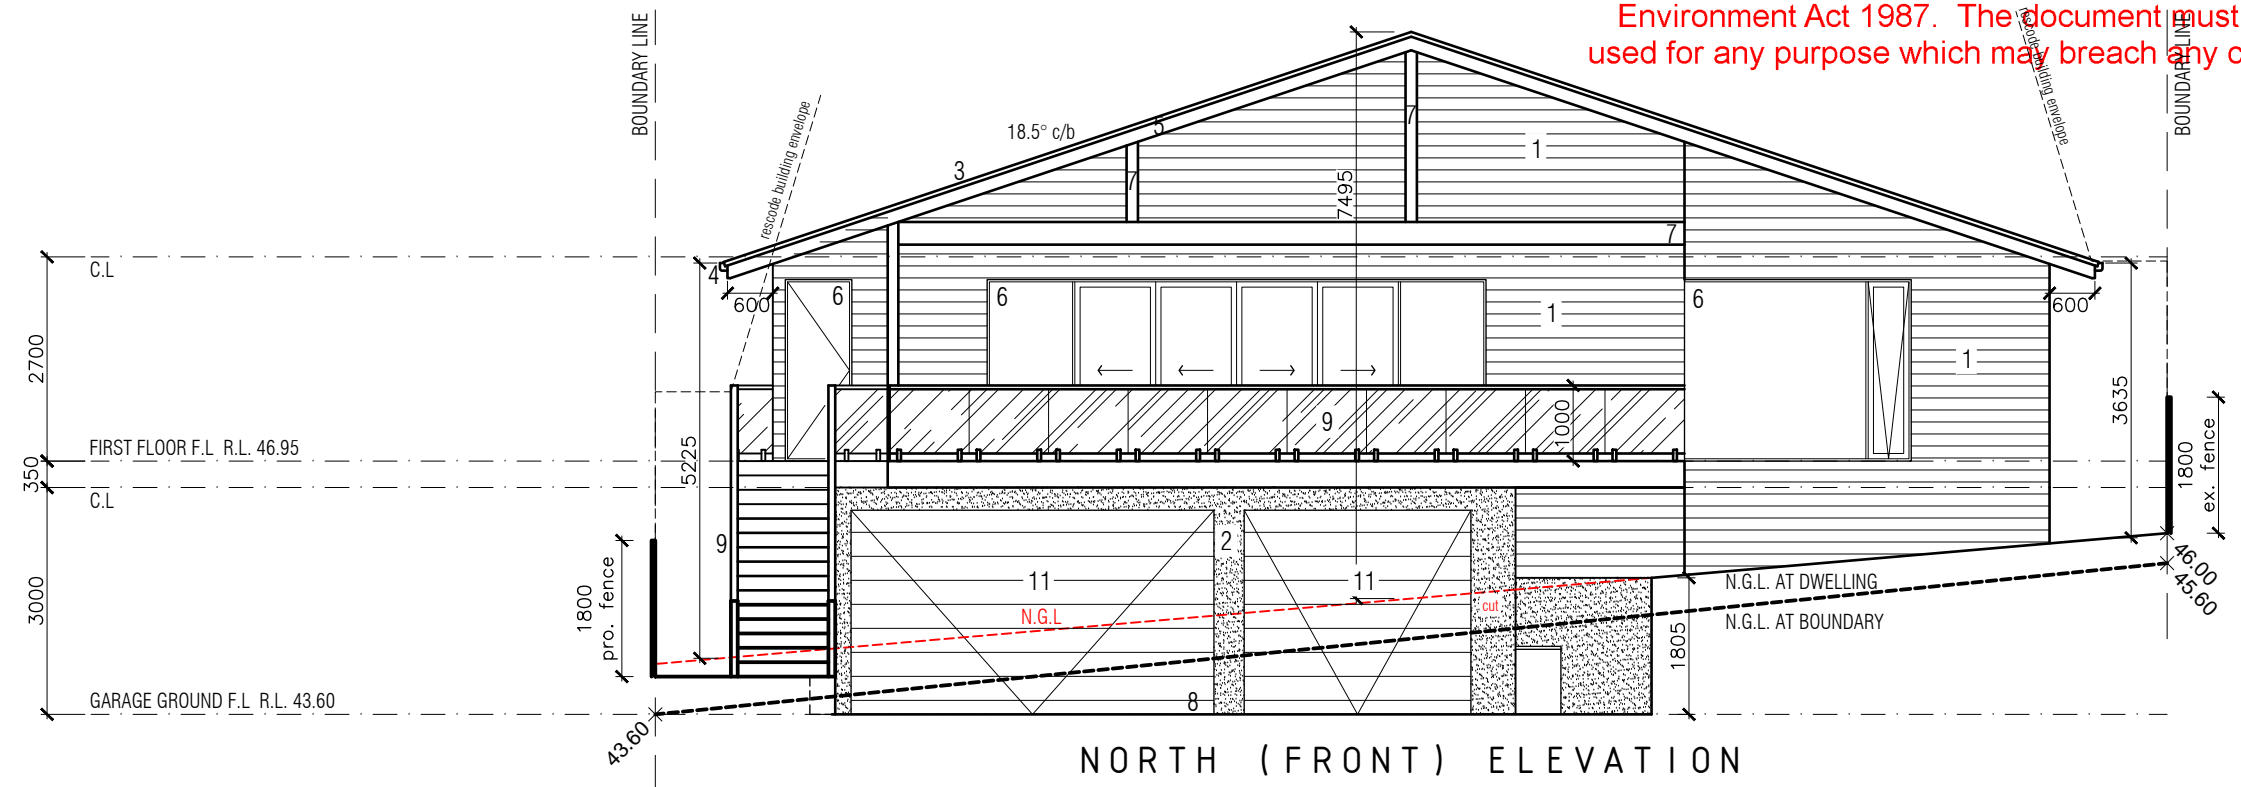 Environment Act 1987. The document must
used for any purpose which may breach any c
BOUNDARY LINE
rescode building envelope
18.5° c/b
3
5
7
7
1
7495
7
rescode building envelope
BOUNDARY LINE
C.L
4
600
6
6
1
6
1
600
2700
5225
3635
FIRST FLOOR F.L R.L. 46.95
9
1000
1800
ex. fence
350
C.L
9
2
3000
1800
pro. fence
11
11
N.G.L
cut
N.G.L. AT DWELLING
N.G.L. AT BOUNDARY
46.00
45.60
1805
GARAGE GROUND F.L R.L. 43.60
8
43.60
NORTH (FRONT) ELEVATION